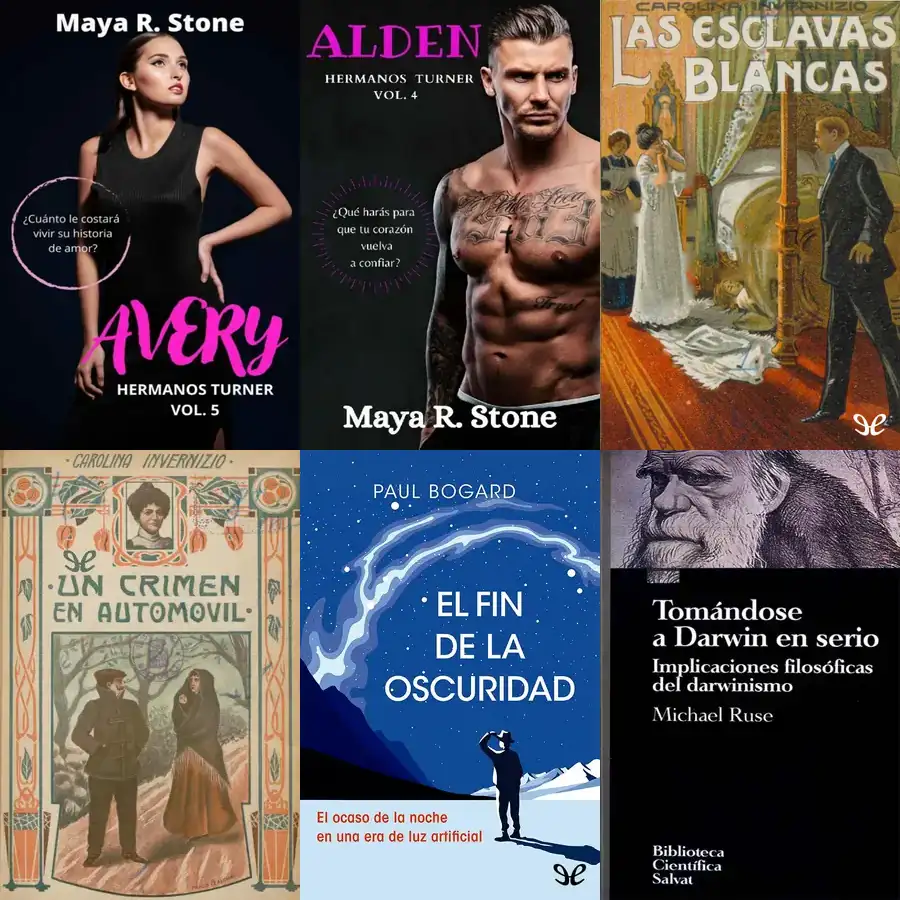 Maya R. Stone
¿Cuánto le costará
vivir su historia
de amor?
AVERY
HERMANOS TURNER
VOL. 5
ALDEN
HERMANOS TURNER
VOL. 4
¿Qué harás para
que tu corazón
vuelva
a confiar?
Trust
Maya R. Stone
CAROLINA INVERNIZIO
LAS ESCLAVAS
BLANCAS
CAROLINA INVERNIZIO
UN CRIMEN
EN AUTOMOVIL
PAUL BOGARD
EL FIN
DE LA
OSCURIDAD
El ocaso de la noche
en una era de luz artificial
Tomándose
a Darwin en serio
Implicaciones filosóficas
del darwinismo
Michael Ruse
Biblioteca
Científica
Salvat